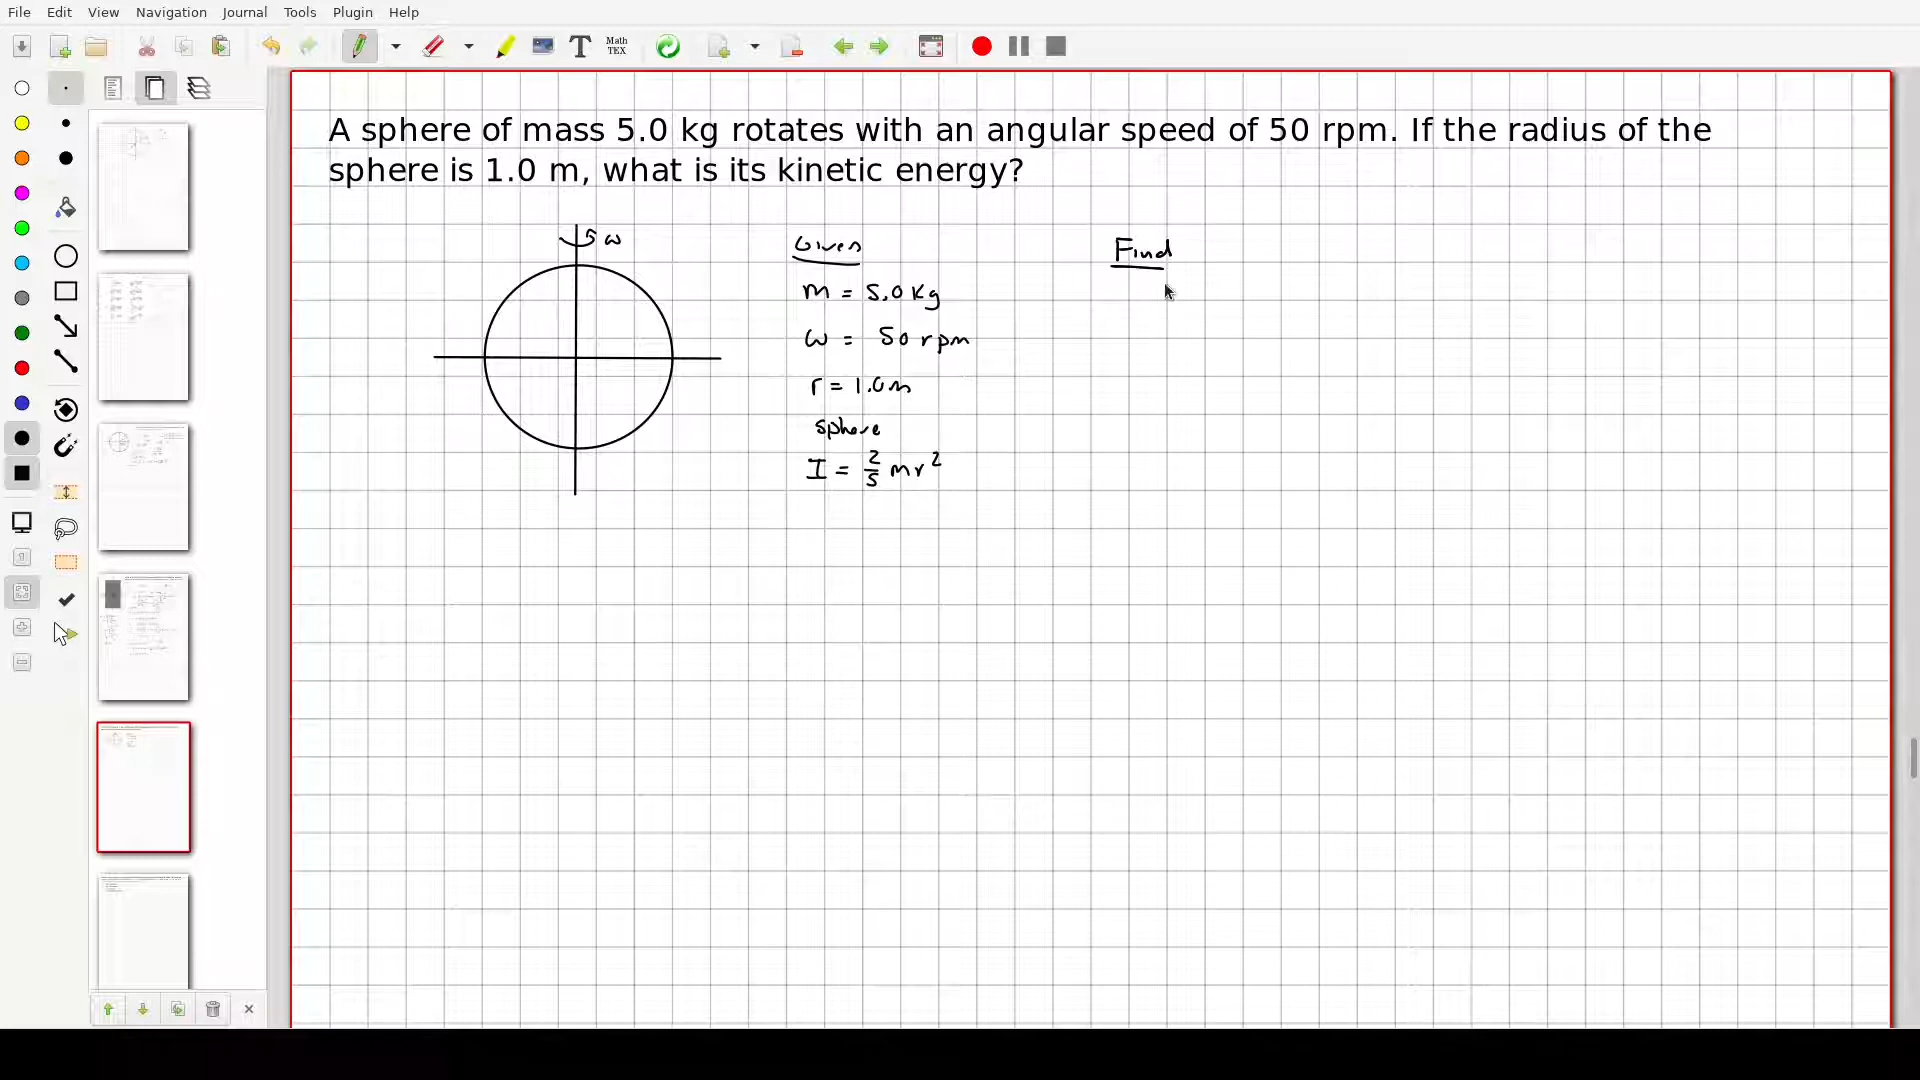 File Edit View Navigation Journal Tools Plugin Help
Math
TEX
A sphere of mass 5.0 kg rotates with an angular speed of 50 rpm. If the radius of the
sphere is 1.0 m, what is its kinetic energy?
ω
Given
Find
m = 5.0 kg
ω = 50 rpm
r = 1.0 m
sphere
I = 2/5 mr²